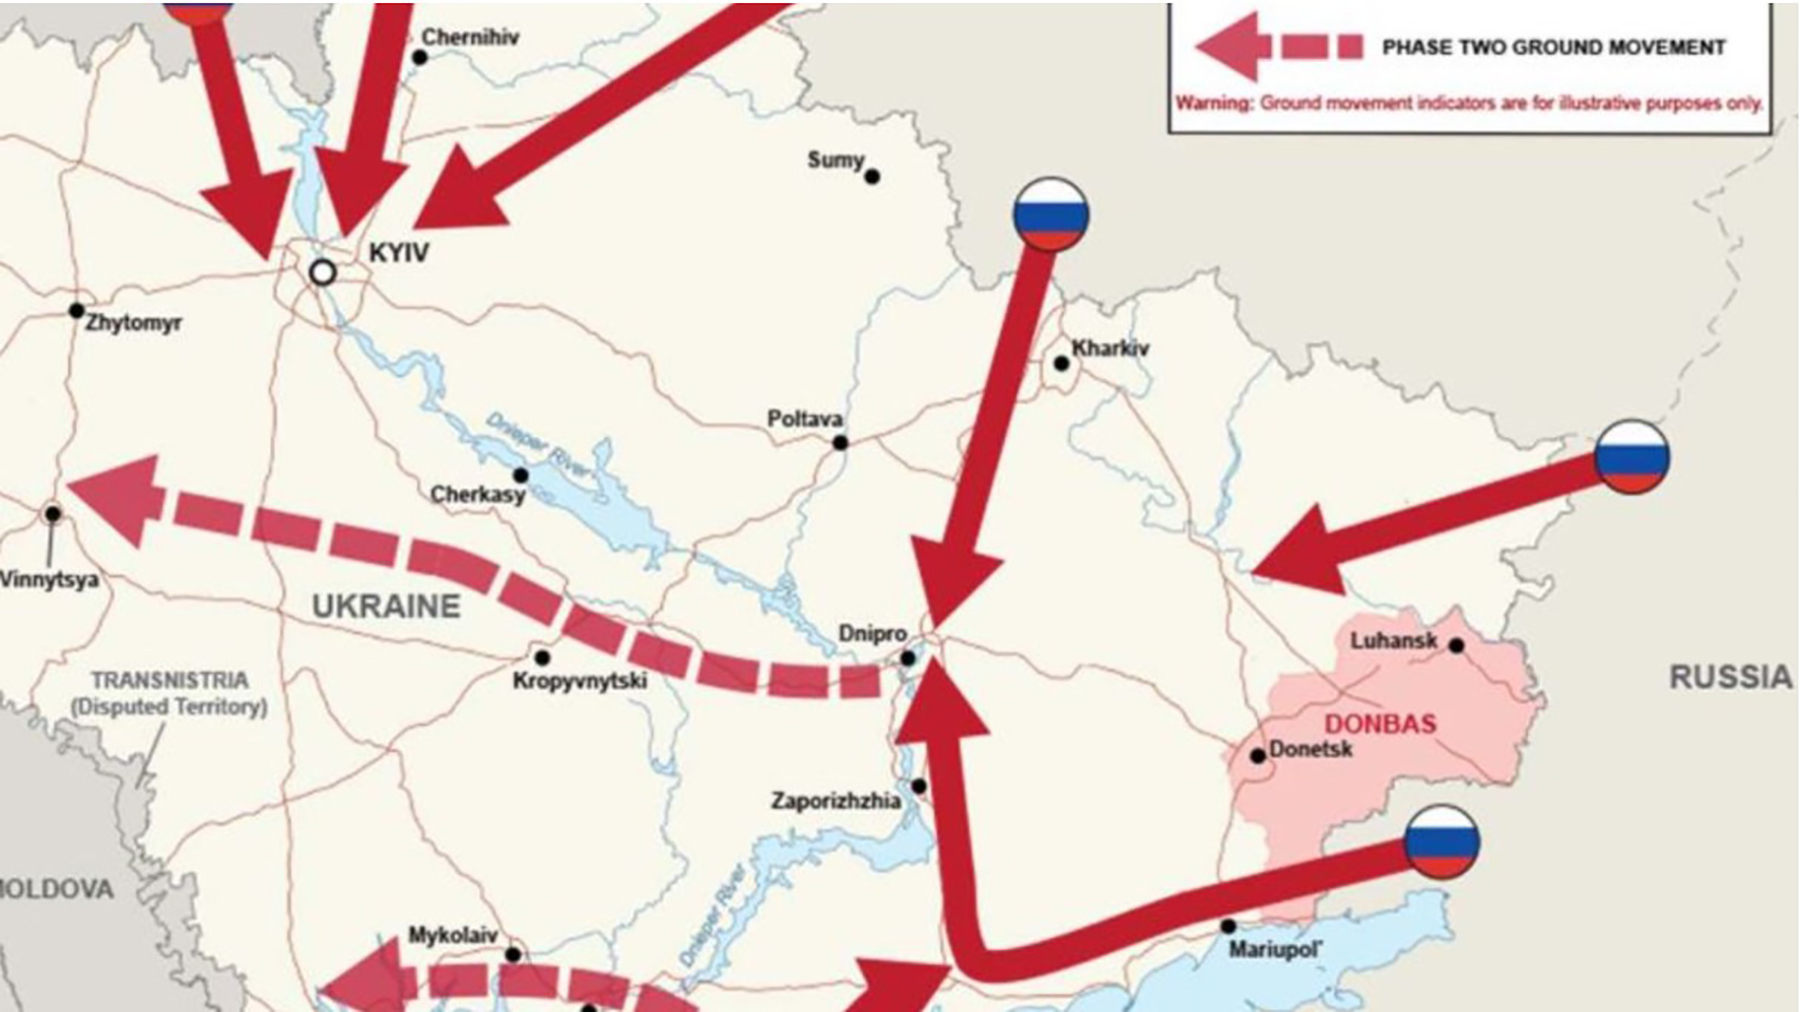 Chernihiv
PHASE TWO GROUND MOVEMENT
Warning: Ground movement indicators are for illustrative purposes only.
Sumy
KYIV
Zhytomyr
Kharkiv
Poltava
Dnieper River
Cherkasy
Vinnytsya
UKRAINE
Dnipro
Luhansk
Kropyvnytski
TRANSNISTRIA
(Disputed Territory)
RUSSIA
DONBAS
Donetsk
Zaporizhzhia
OLDOVA
Dnieper River
Mykolaiv
Mariupol'